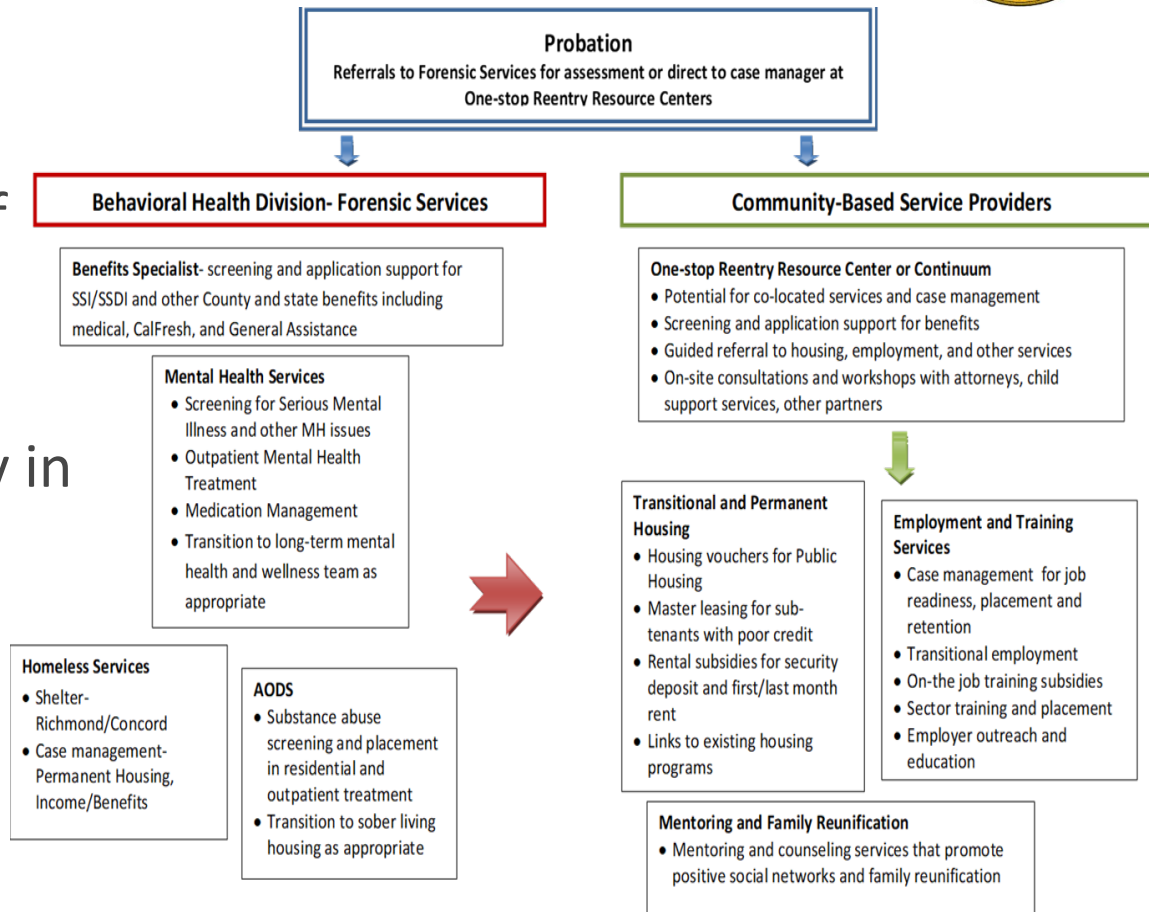 Probation
Referrals to Forensic Services for assessment or direct to case manager at
One-stop Reentry Resource Centers
Behavioral Health Division- Forensic Services
Benefits Specialist- screening and application support for
SSI/SSDI and other County and state benefits including
medical, CalFresh, and General Assistance
Mental Health Services
• Screening for Serious Mental
Illness and other MH issues
• Outpatient Mental Health
Treatment
• Medication Management
• Transition to long-term mental
health and wellness team as
appropriate
in
Homeless Services
• Shelter-
Richmond/Concord
• Case management-
Permanent Housing,
Income/Benefits
AODS
• Substance abuse
screening and placement
in residential and
outpatient treatment
• Transition to sober living
housing as appropriate
Community-Based Service Providers
One-stop Reentry Resource Center or Continuum
• Potential for co-located services and case management
• Screening and application support for benefits
• Guided referral to housing, employment, and other services
• On-site consultations and workshops with attorneys, child
support services, other partners
Transitional and Permanent
Housing
• Housing vouchers for Public
Housing
• Master leasing for sub-
tenants with poor credit
• Rental subsidies for security
deposit and first/last month
rent
• Links to existing housing
programs
Employment and Training
Services
• Case management for job
readiness, placement and
retention
• Transitional employment
• On-the job training subsidies
• Sector training and placement
• Employer outreach and
education
Mentoring and Family Reunification
• Mentoring and counseling services that promote
positive social networks and family reunification